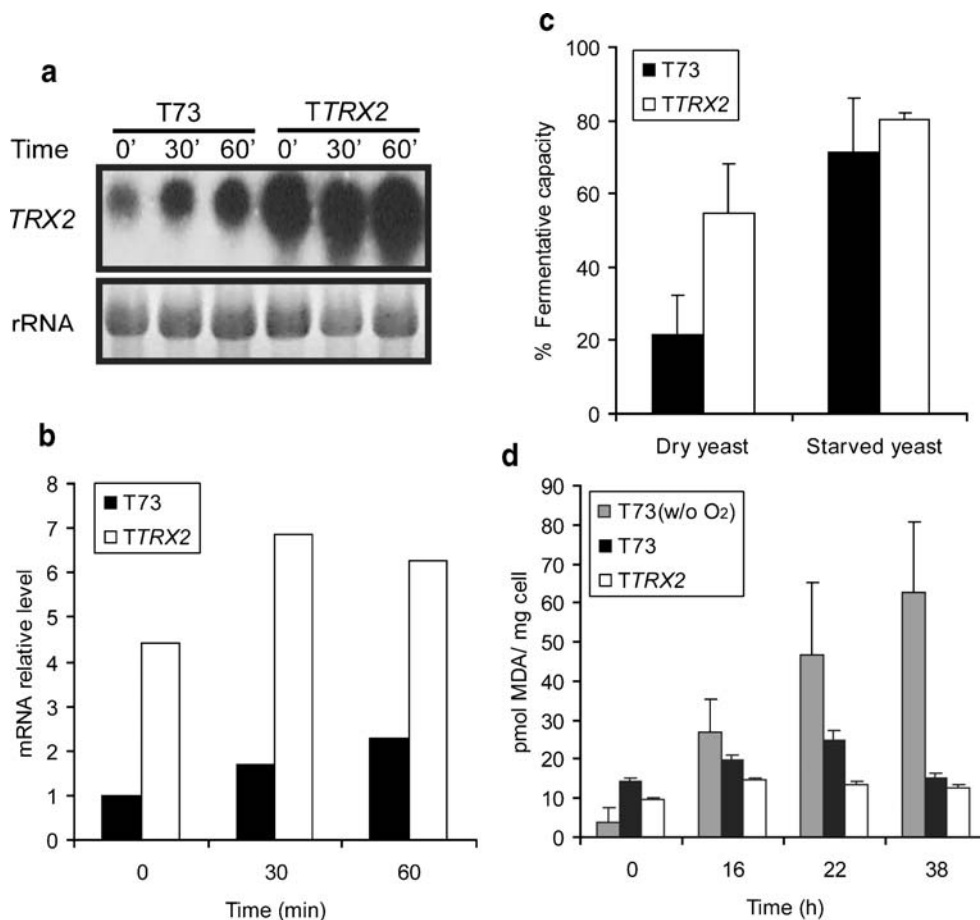 a
T73 TTRX2
Time 0' 30' 60' 0' 30' 60'
TRX2
rRNA
b
8
7
6
5
4
3
2
1
0
mRNA relative level
T73
TTRX2
0 30 60
Time (min)
c
100
80
60
40
20
0
% Fermentative capacity
T73
TTRX2
Dry yeast Starved yeast
d
90
80
70
60
50
40
30
20
10
0
pmol MDA/ mg cell
T73(w/o O2)
T73
TTRX2
0 16 22 38
Time (h)